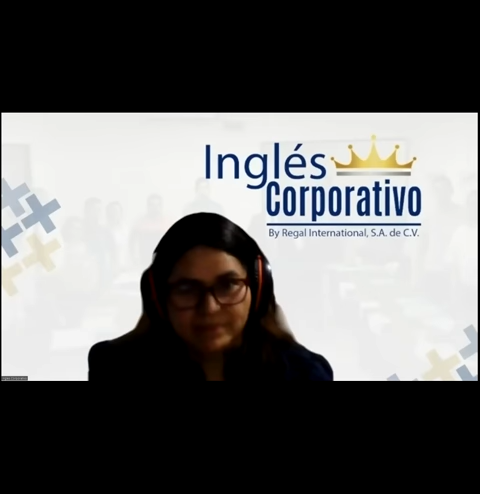 Inglés
Corporativo
By Regal International, S.A. de C.V.